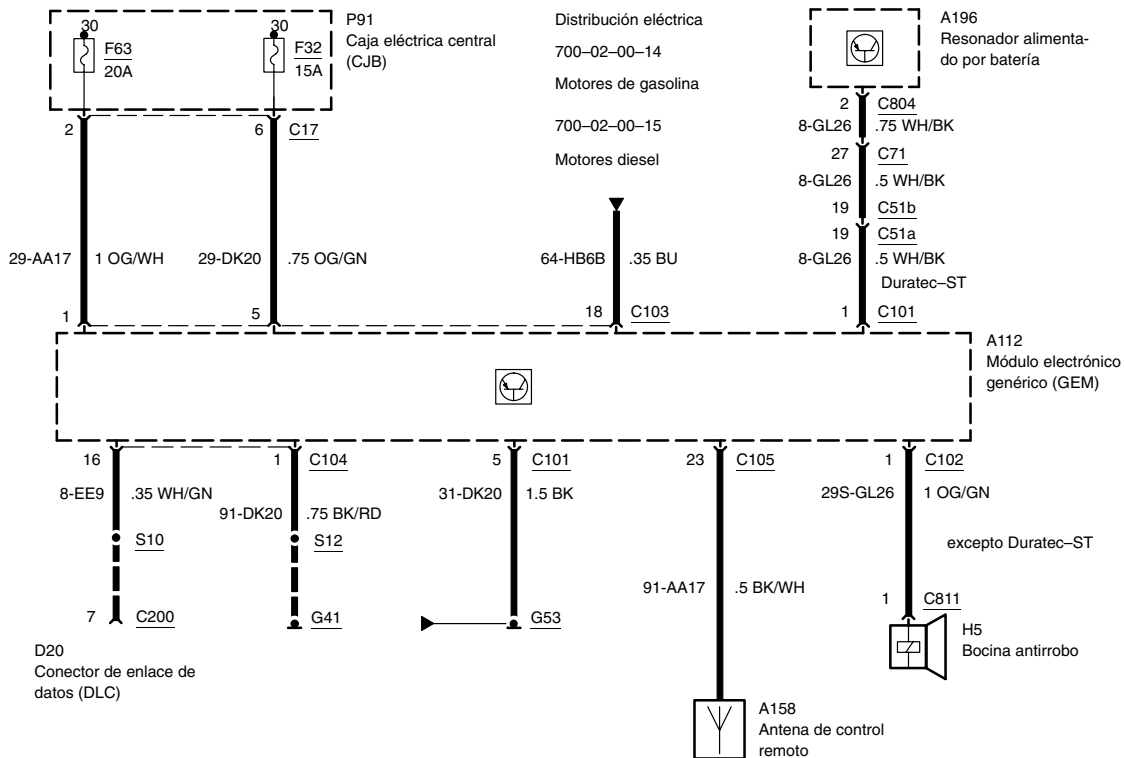 30
30
F63
20A
F32
15A
P91
Caja eléctrica central
(CJB)
Distribución eléctrica
700–02–00–14
Motores de gasolina
700–02–00–15
Motores diesel
A196
Resonador alimenta-
do por batería
2
6
C17
2
C804
8-GL26
.75 WH/BK
27
C71
8-GL26
.5 WH/BK
19
C51b
19
C51a
8-GL26
.5 WH/BK
Duratec–ST
29-AA17
1 OG/WH
29-DK20
.75 OG/GN
64-HB6B
.35 BU
1
5
18
C103
1
C101
A112
Módulo electrónico
genérico (GEM)
16
1
C104
5
C101
23
C105
1
C102
8-EE9
.35 WH/GN
91-DK20
.75 BK/RD
31-DK20
1.5 BK
29S-GL26
1 OG/GN
S10
S12
excepto Duratec–ST
91-AA17
.5 BK/WH
7
C200
G41
G53
1
C811
D20
Conector de enlace de
datos (DLC)
H5
Bocina antirrobo
A158
Antena de control
remoto